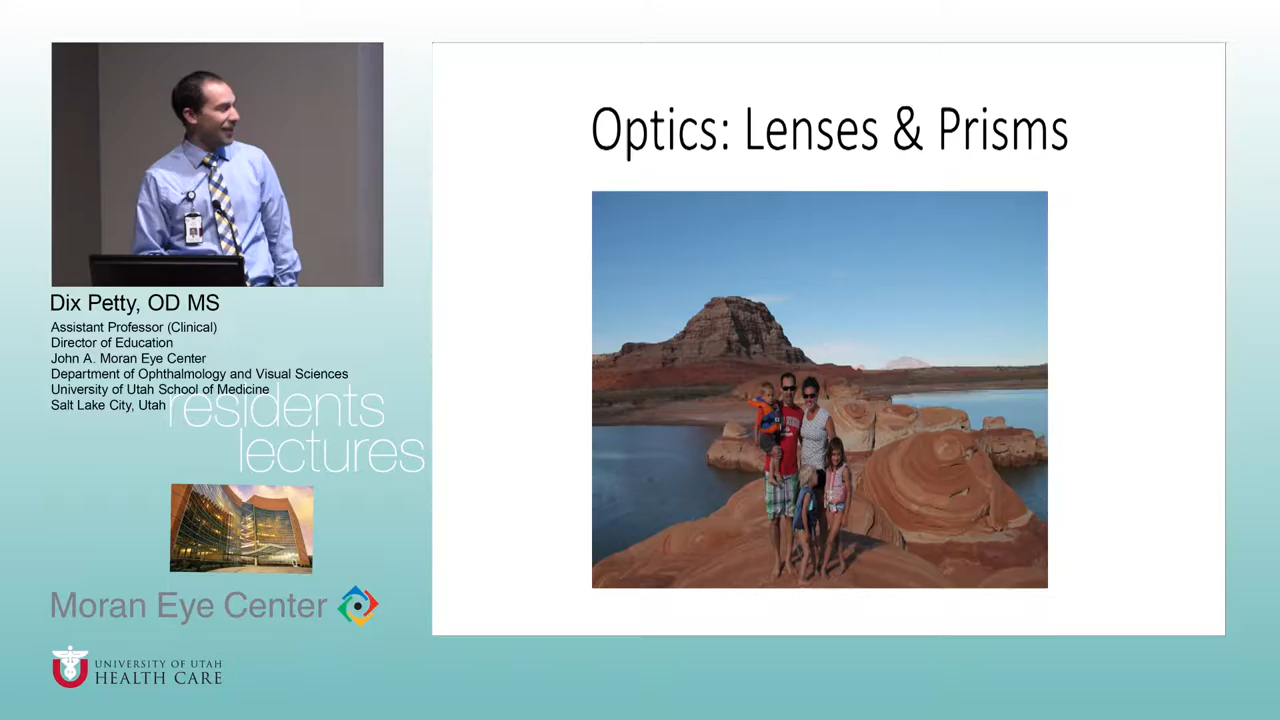 Optics: Lenses & Prisms
Dix Petty, OD MS
Assistant Professor (Clinical)
Director of Education
John A. Moran Eye Center
Department of Ophthalmology and Visual Sciences
University of Utah School of Medicine
Salt Lake City, Utah
residents
lectures
Moran Eye Center
UNIVERSITY OF UTAH
HEALTH CARE